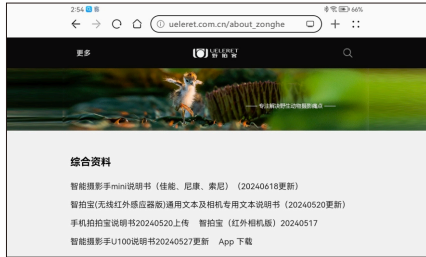 2:54
66%
ueleret.com.cn/about_zonghe
更多
UELERET
野拍客
专注解决野生动物摄影痛点
综合资料
智能摄影手mini说明书（佳能、尼康、索尼）（20240618更新）
智拍宝(无线红外感应器版)通用文本及相机专用文本说明书（20240520更新）
手机拍拍宝说明书20240520上传 智拍宝（红外相机版）20240517
智能摄影手U100说明书20240527更新 App 下载